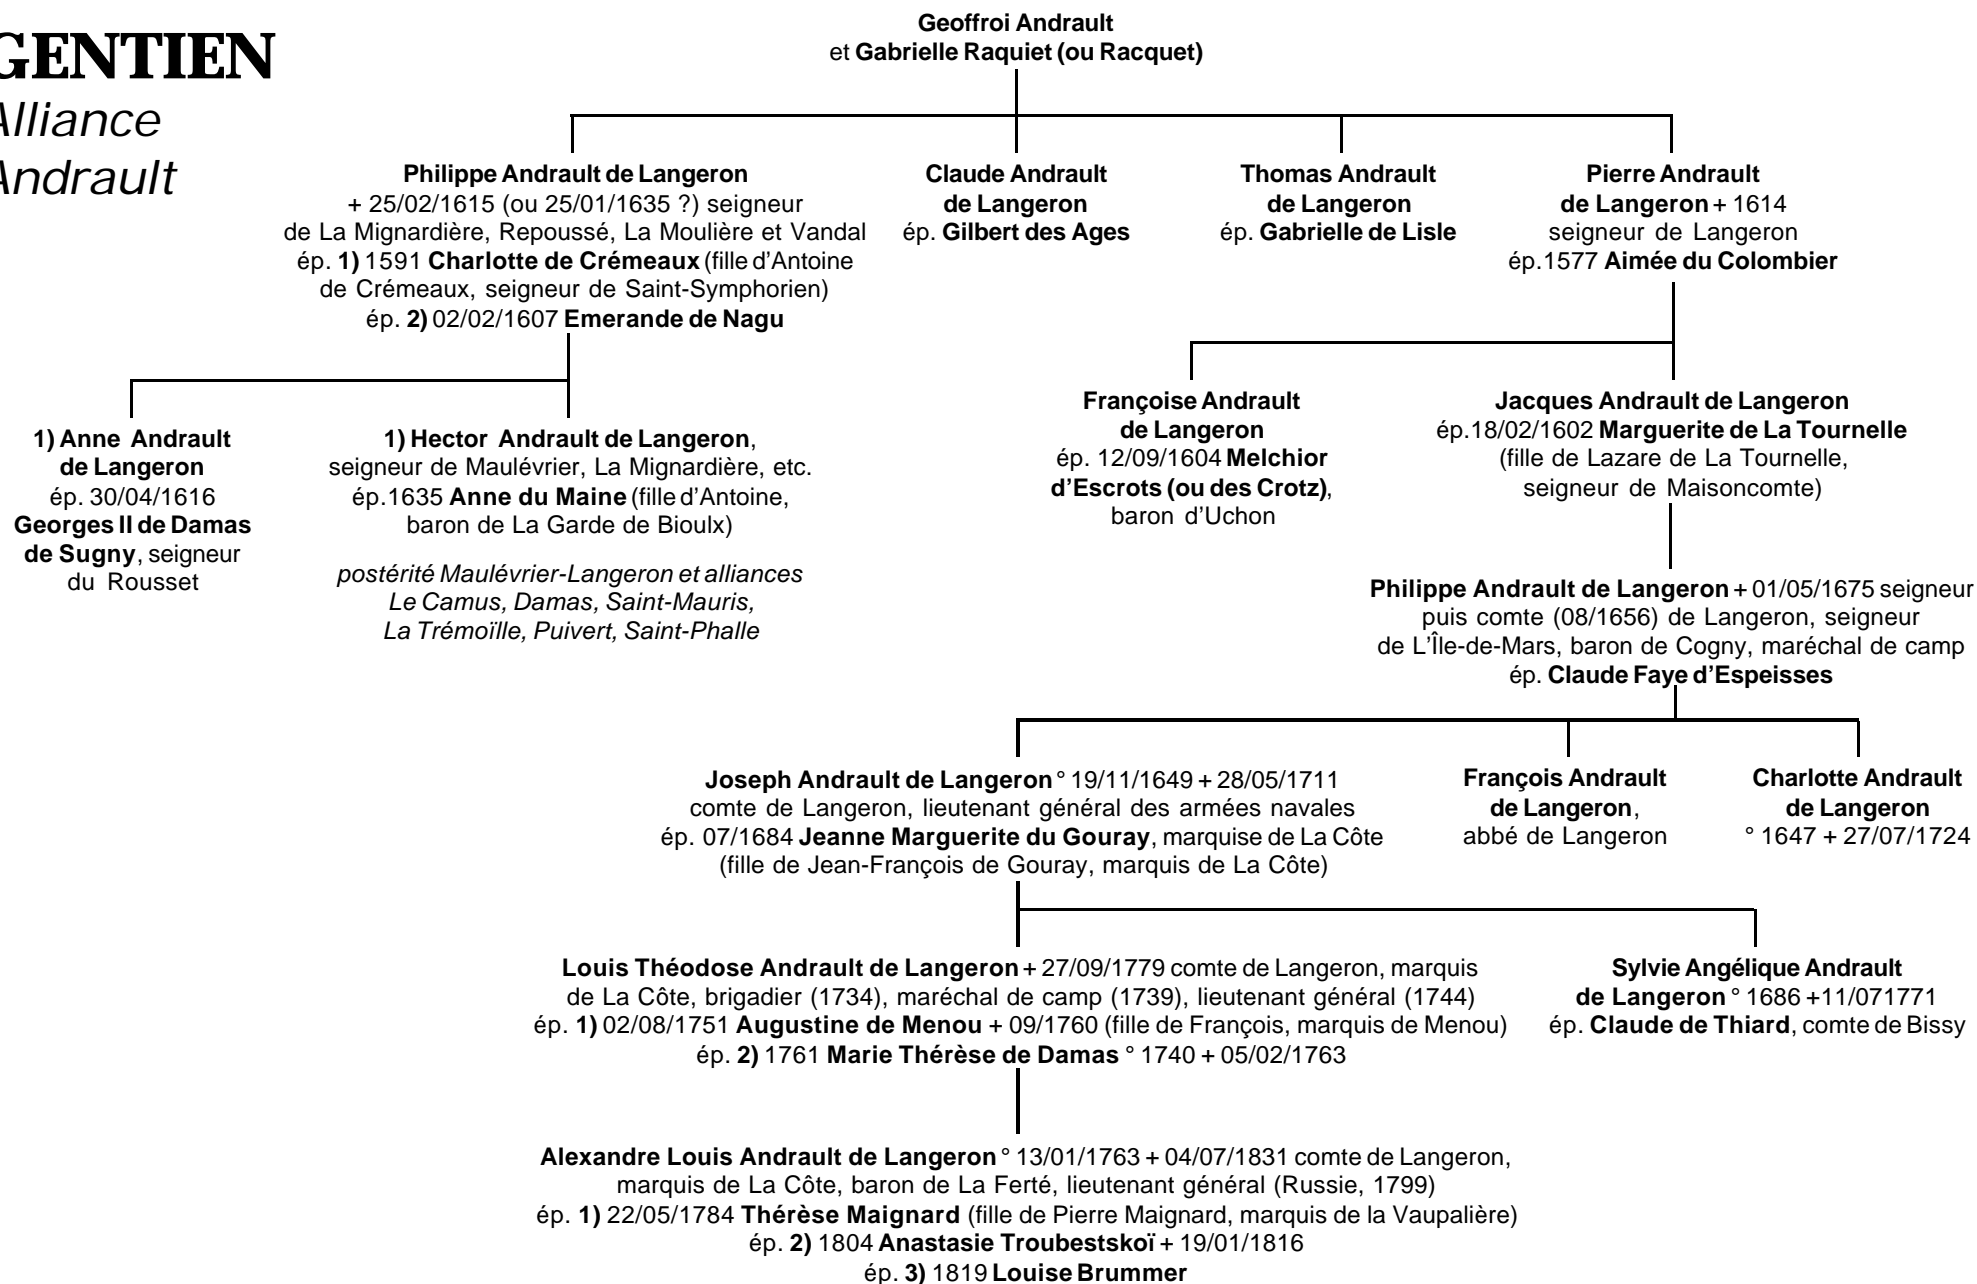 GENTIEN
Alliance
Andrault
Geoffroi Andrault
et Gabrielle Raquiet (ou Racquet)
Philippe Andrault de Langeron
+ 25/02/1615 (ou 25/01/1635 ?) seigneur
de La Mignardière, Repoussé, La Moulière et Vandal
ép. 1) 1591 Charlotte de Crémeaux (fille d'Antoine
de Crémeaux, seigneur de Saint-Symphorien)
ép. 2) 02/02/1607 Emerande de Nagu
Claude Andrault
de Langeron
ép. Gilbert des Ages
Thomas Andrault
de Langeron
ép. Gabrielle de Lisle
Pierre Andrault
de Langeron + 1614
seigneur de Langeron
ép.1577 Aimée du Colombier
1) Anne Andrault
de Langeron
ép. 30/04/1616
Georges II de Damas
de Sugny, seigneur
du Rousset
1) Hector Andrault de Langeron,
seigneur de Maulévrier, La Mignardière, etc.
ép.1635 Anne du Maine (fille d'Antoine,
baron de La Garde de Bioulx)
postérité Maulévrier-Langeron et alliances
Le Camus, Damas, Saint-Mauris,
La Trémoïlle, Puivert, Saint-Phalle
Françoise Andrault
de Langeron
ép. 12/09/1604 Melchior
d'Escrots (ou des Crotz),
baron d'Uchon
Jacques Andrault de Langeron
ép.18/02/1602 Marguerite de La Tournelle
(fille de Lazare de La Tournelle,
seigneur de Maisoncomte)
Philippe Andrault de Langeron + 01/05/1675 seigneur
puis comte (08/1656) de Langeron, seigneur
de L'Île-de-Mars, baron de Cogny, maréchal de camp
ép. Claude Faye d'Espeisses
Joseph Andrault de Langeron ° 19/11/1649 + 28/05/1711
comte de Langeron, lieutenant général des armées navales
ép. 07/1684 Jeanne Marguerite du Gouray, marquise de La Côte
(fille de Jean-François de Gouray, marquis de La Côte)
François Andrault
de Langeron,
abbé de Langeron
Charlotte Andrault
de Langeron
° 1647 + 27/07/1724
Louis Théodose Andrault de Langeron + 27/09/1779 comte de Langeron, marquis
de La Côte, brigadier (1734), maréchal de camp (1739), lieutenant général (1744)
ép. 1) 02/08/1751 Augustine de Menou + 09/1760 (fille de François, marquis de Menou)
ép. 2) 1761 Marie Thérèse de Damas ° 1740 + 05/02/1763
Sylvie Angélique Andrault
de Langeron ° 1686 +11/071771
ép. Claude de Thiard, comte de Bissy
Alexandre Louis Andrault de Langeron ° 13/01/1763 + 04/07/1831 comte de Langeron,
marquis de La Côte, baron de La Ferté, lieutenant général (Russie, 1799)
ép. 1) 22/05/1784 Thérèse Maignard (fille de Pierre Maignard, marquis de la Vaupalière)
ép. 2) 1804 Anastasie Troubestskoï + 19/01/1816
ép. 3) 1819 Louise Brummer